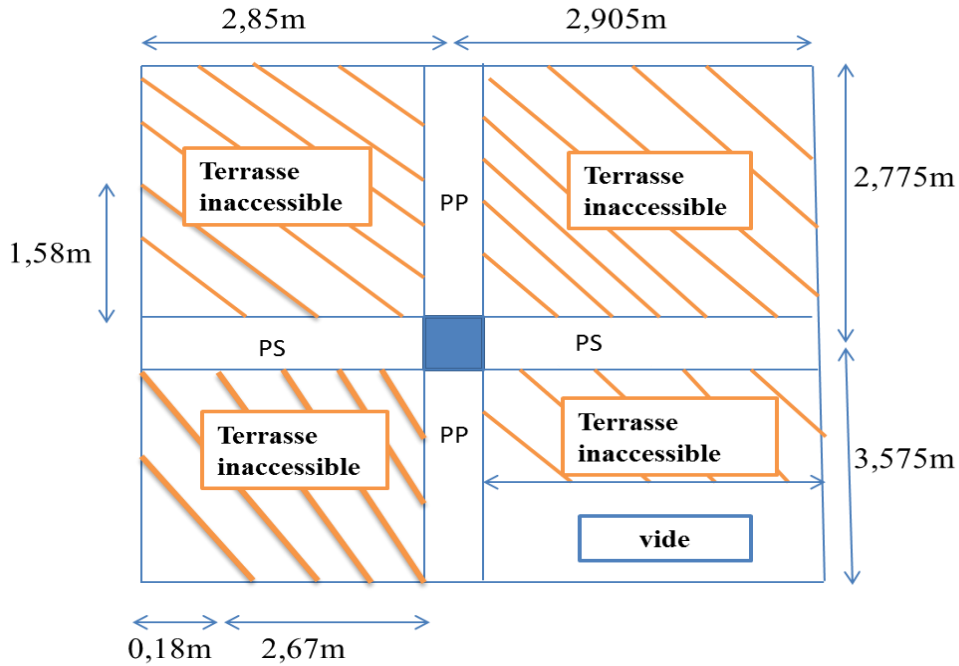 2,85m
2,905m
Terrasse
inaccessible
PP
Terrasse
inaccessible
2,775m
1,58m
PS
PS
Terrasse
inaccessible
PP
Terrasse
inaccessible
3,575m
vide
0,18m
2,67m